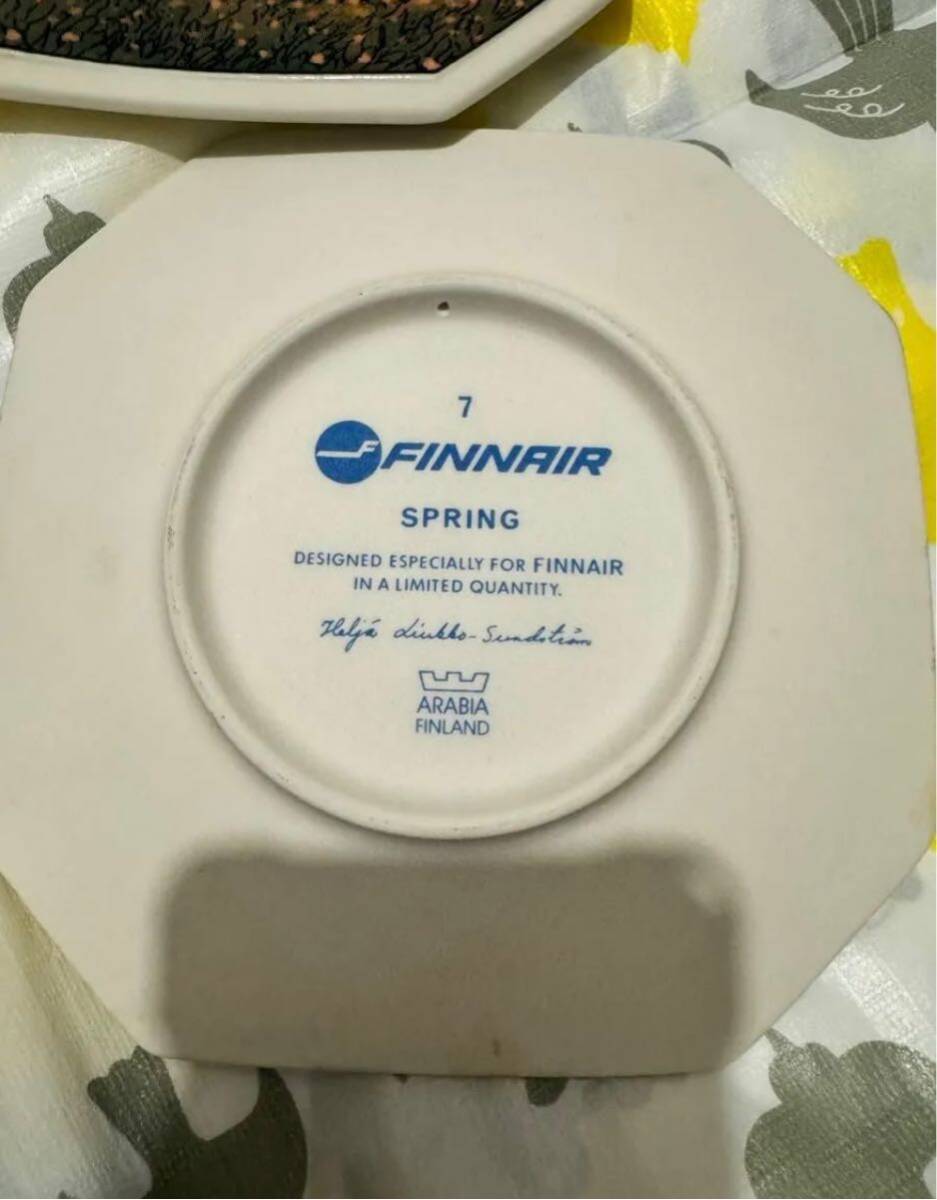 7
FINNAIR
SPRING
DESIGNED ESPECIALLY FOR FINNAIR
IN A LIMITED QUANTITY.
Heljä Liukko-Sundström
ARABIA
FINLAND